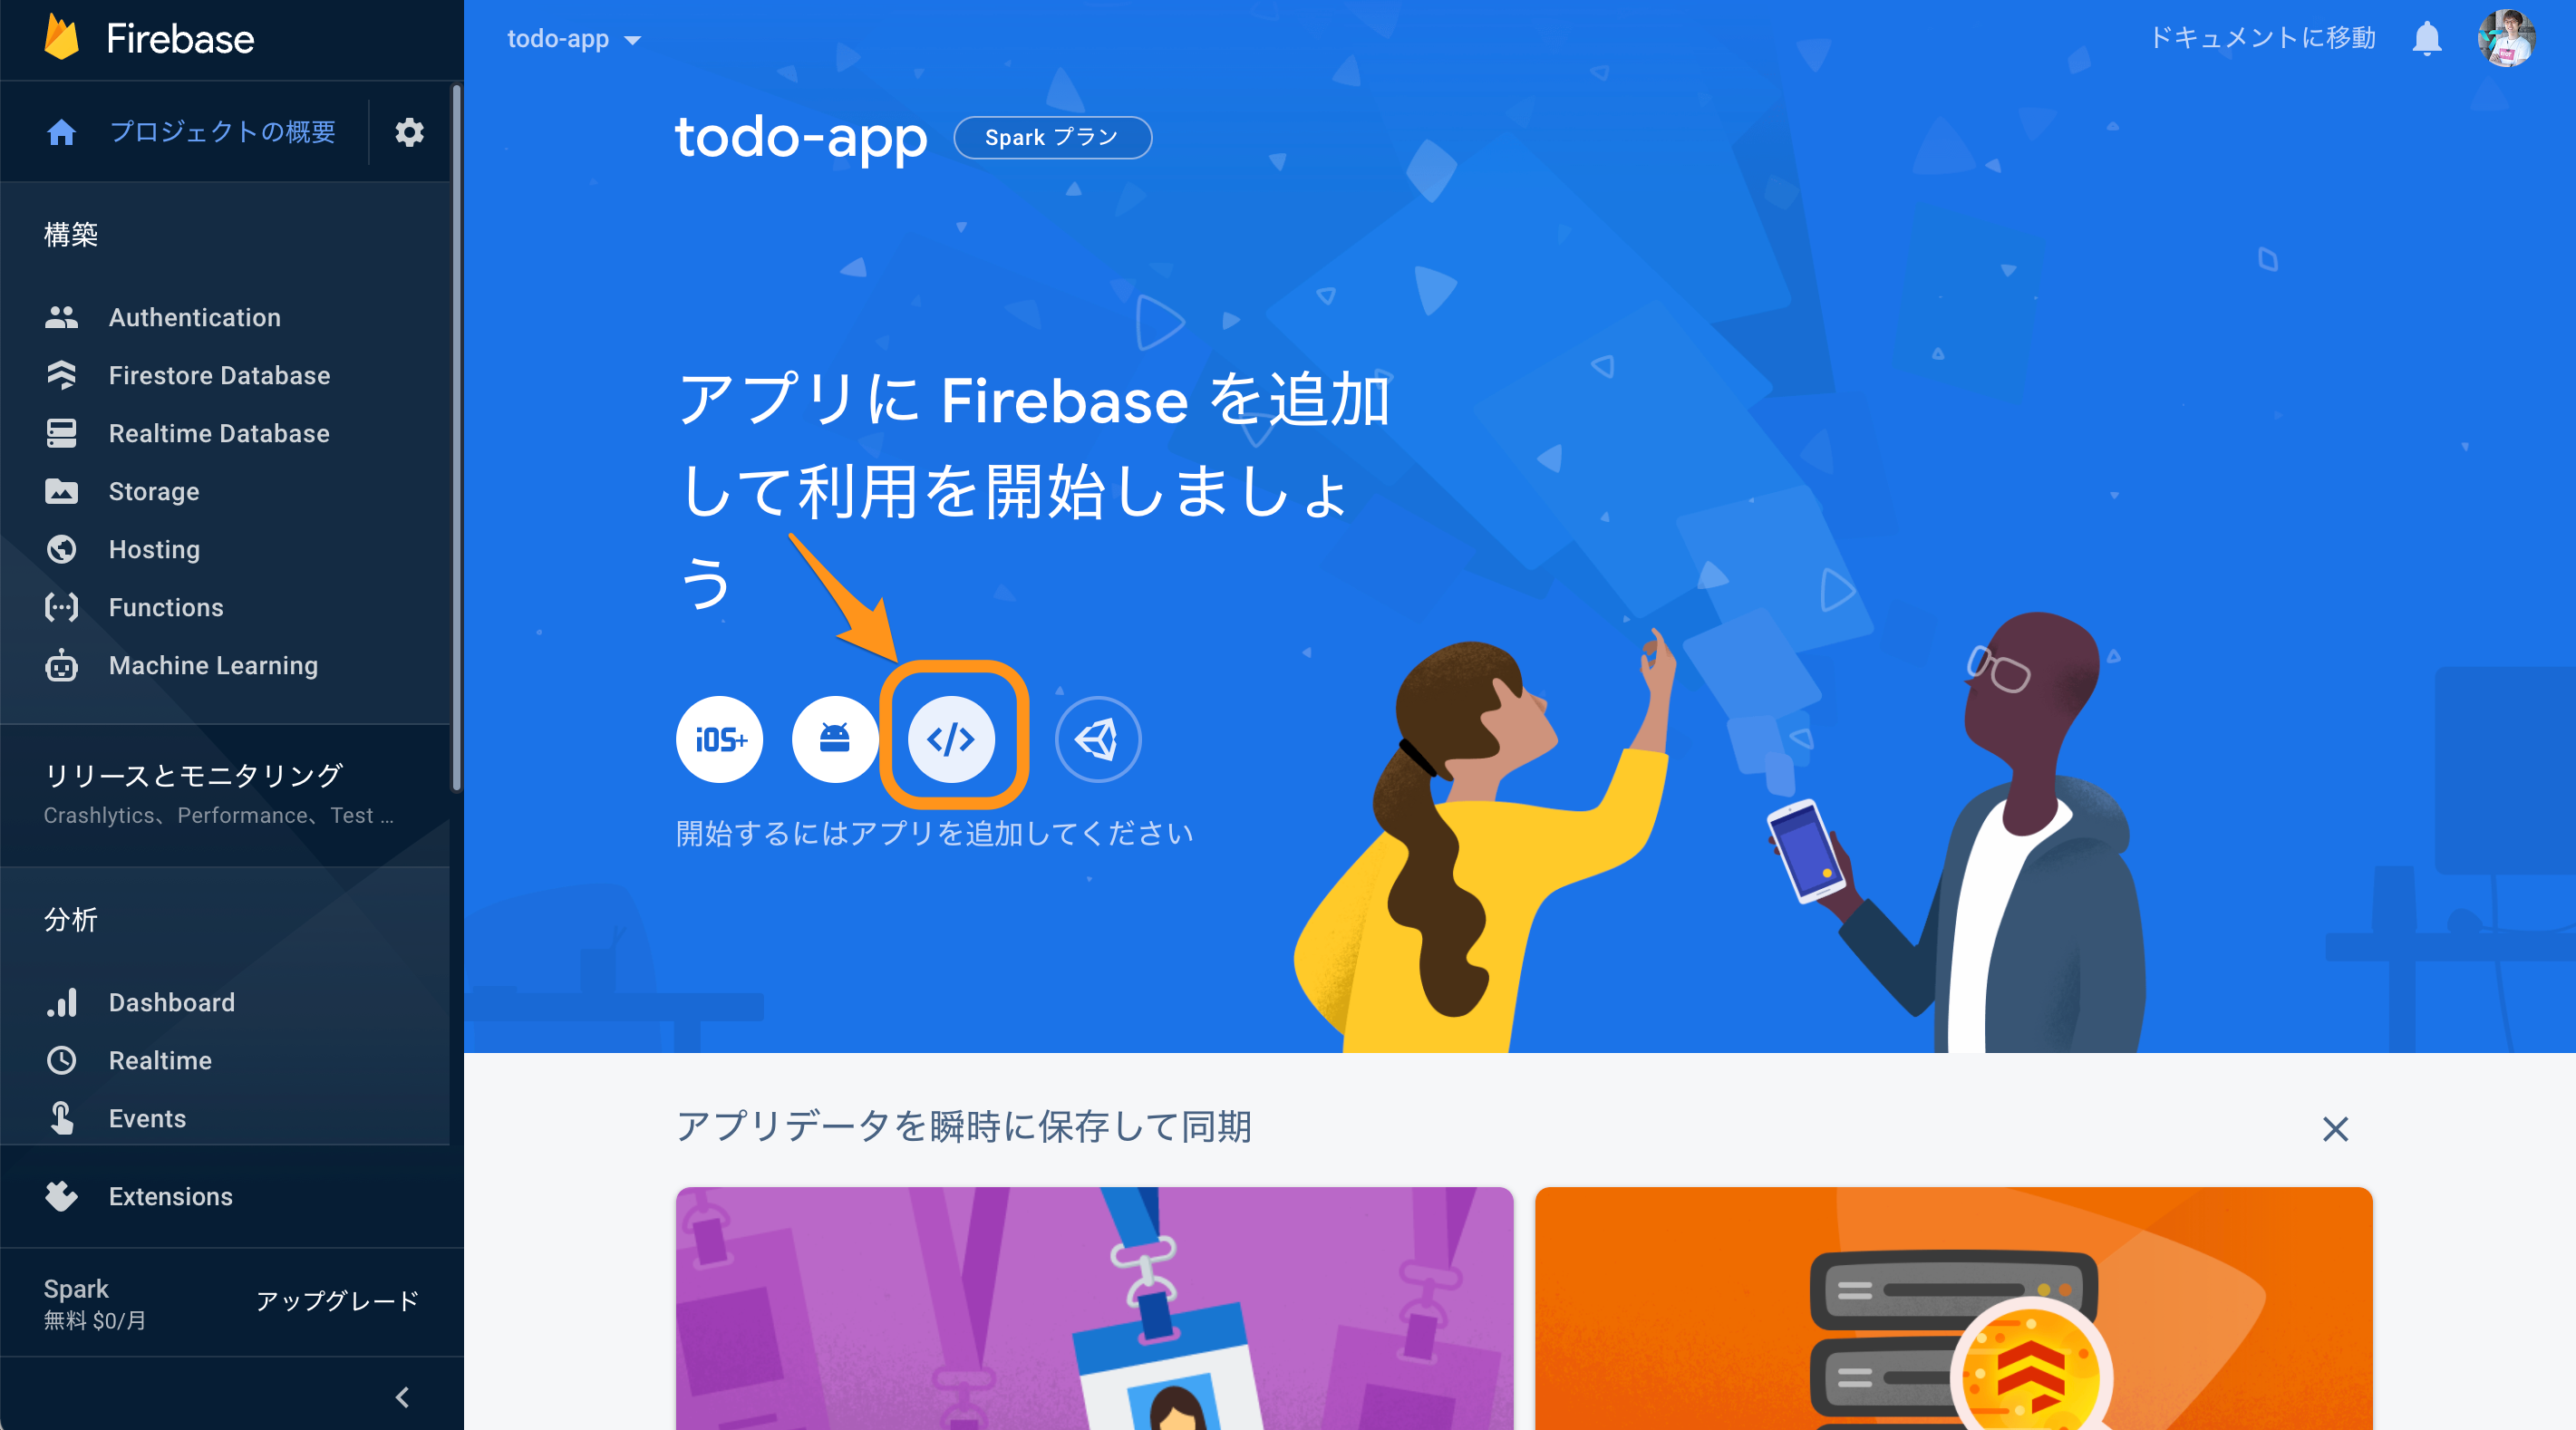 Firebase
プロジェクトの概要
構築
Authentication
Firestore Database
Realtime Database
Storage
Hosting
Functions
Machine Learning
リリースとモニタリング
Crashlytics、Performance、Test ...
分析
Dashboard
Realtime
Events
Extensions
Spark
無料 $0/月
アップグレード
todo-app
ドキュメントに移動
todo-app
Spark プラン
アプリに Firebase を追加
して利用を開始しましょ
う
iOS+
</>
開始するにはアプリを追加してください
アプリデータを瞬時に保存して同期